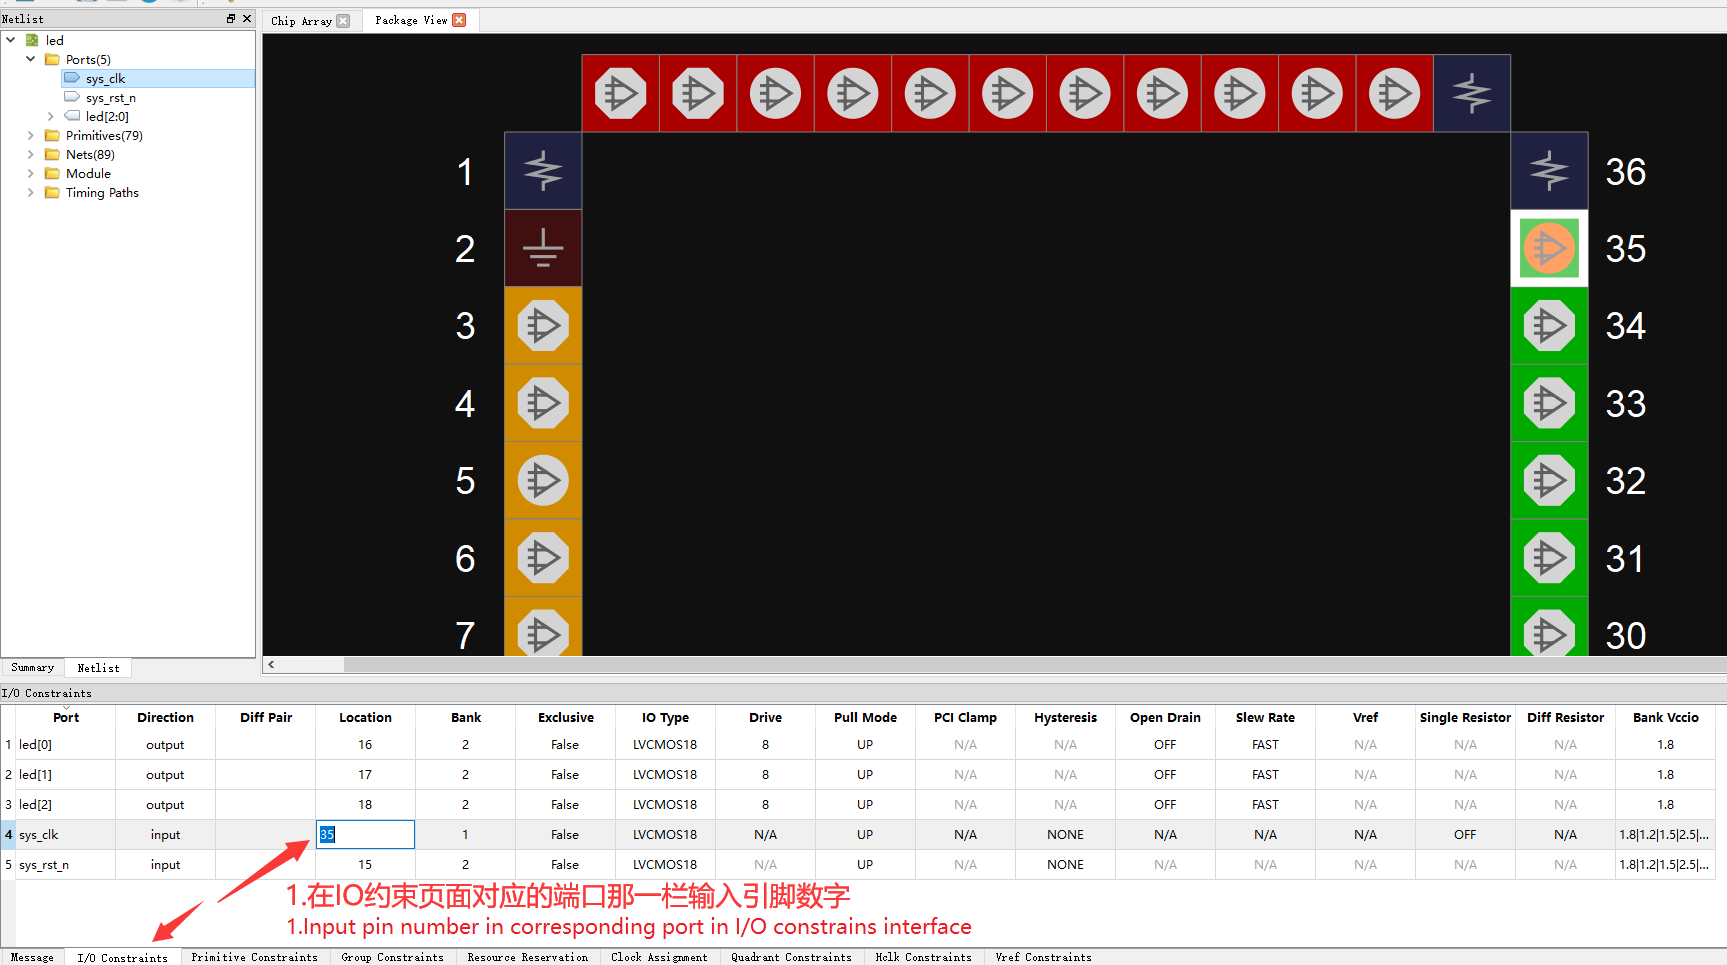 Netlist
Chip Array
Package View
led
Ports(5)
sys_clk
sys_rst_n
led[2:0]
Primitives(79)
Nets(89)
Module
Timing Paths
1
36
2
35
3
34
4
33
5
32
6
31
7
30
Summary
Netlist
I/O Constraints
Port Direction Diff Pair Location Bank Exclusive IO Type Drive Pull Mode PCI Clamp Hysteresis Open Drain Slew Rate Vref Single Resistor Diff Resistor Bank Vccio
1 led[0] output 16 2 False LVCMOS18 8 UP N/A N/A OFF FAST N/A N/A N/A 1.8
2 led[1] output 17 2 False LVCMOS18 8 UP N/A N/A OFF FAST N/A N/A N/A 1.8
3 led[2] output 18 2 False LVCMOS18 8 UP N/A N/A OFF FAST N/A N/A N/A 1.8
4 sys_clk input 35 1 False LVCMOS18 N/A UP N/A NONE N/A N/A N/A OFF N/A 1.8|1.2|1.5|2.5|...
5 sys_rst_n input 15 2 False LVCMOS18 N/A UP N/A NONE N/A N/A N/A N/A N/A 1.8|1.2|1.5|2.5|...
1.在IO约束页面对应的端口那一栏输入引脚数字
1.Input pin number in corresponding port in I/O constrains interface
Message I/O Constraints Primitive Constraints Group Constraints Resource Reservation Clock Assignment Quadrant Constraints Hclk Constraints Vref Constraints